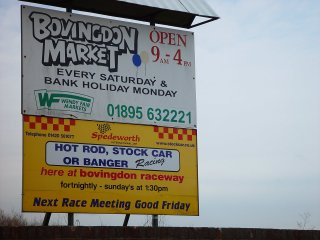 BOVINGDON
MARKET
OPEN
9AM - 4PM
EVERY SATURDAY &
BANK HOLIDAY MONDAY
WF WENDY FAIR
MARKETS
01895 632221
Spedeworth
HOT ROD, STOCK CAR
OR BANGER Racing
here at bovingdon raceway
fortnightly - sunday's at 1:30pm
Next Race Meeting Good Friday